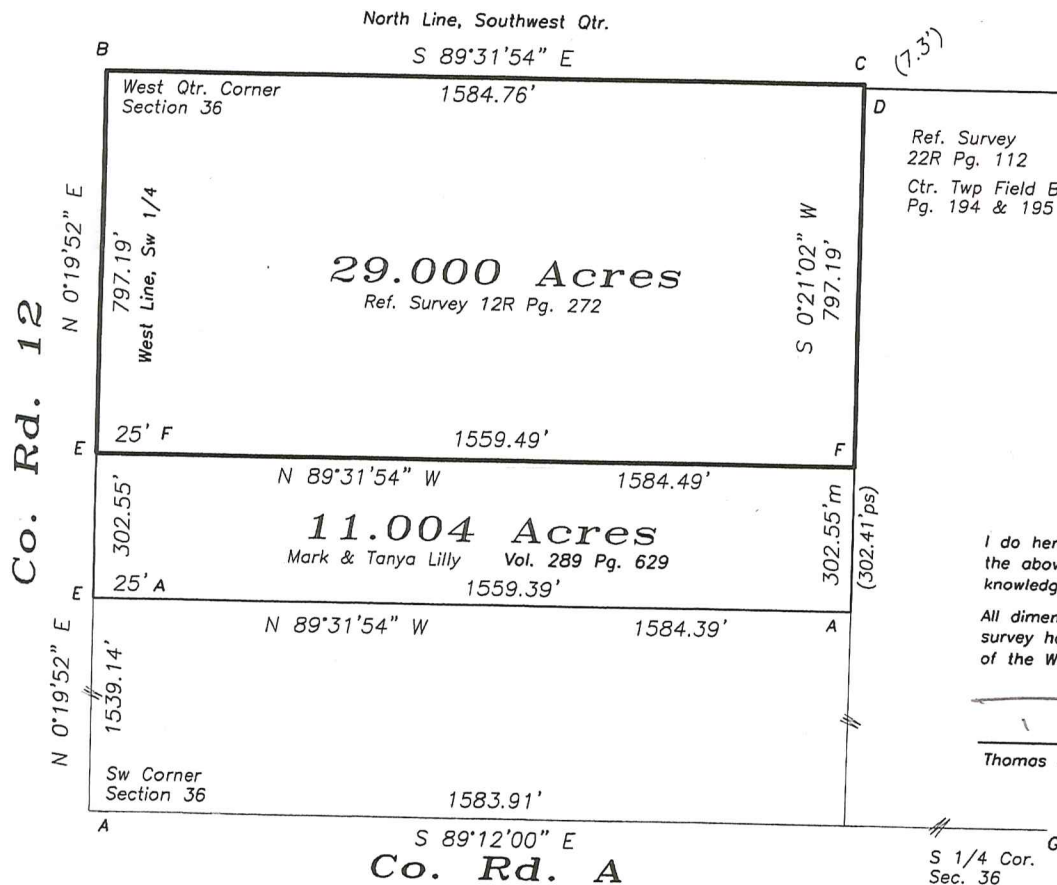 North Line, Southwest Qtr.
B
S 89°31'54" E
C
(7.3')
West Qtr. Corner
Section 36
1584.76'
D
Ref. Survey
22R Pg. 112
Ctr. Twp Field
Pg. 194 & 195
N 0°19'52" E
797.19'
West Line, Sw 1/4
29.000 Acres
Ref. Survey 12R Pg. 272
S 0°21'02" W
797.19'
Co. Rd. 12
E
25' F
1559.49'
F
N 89°31'54" W
1584.49'
302.55'
11.004 Acres
Mark & Tanya Lilly
Vol. 289 Pg. 629
302.55'm
(302.41'ps)
E
25' A
1559.39'
N 89°31'54" W
1584.39'
A
N 0°19'52" E
1539.14'
Sw Corner
Section 36
1583.91'
A
S 89°12'00" E
Co. Rd. A
G
S 1/4 Cor.
Sec. 36
I do her
the abov
knowledg
All dimen
survey ha
of the W
Thomas